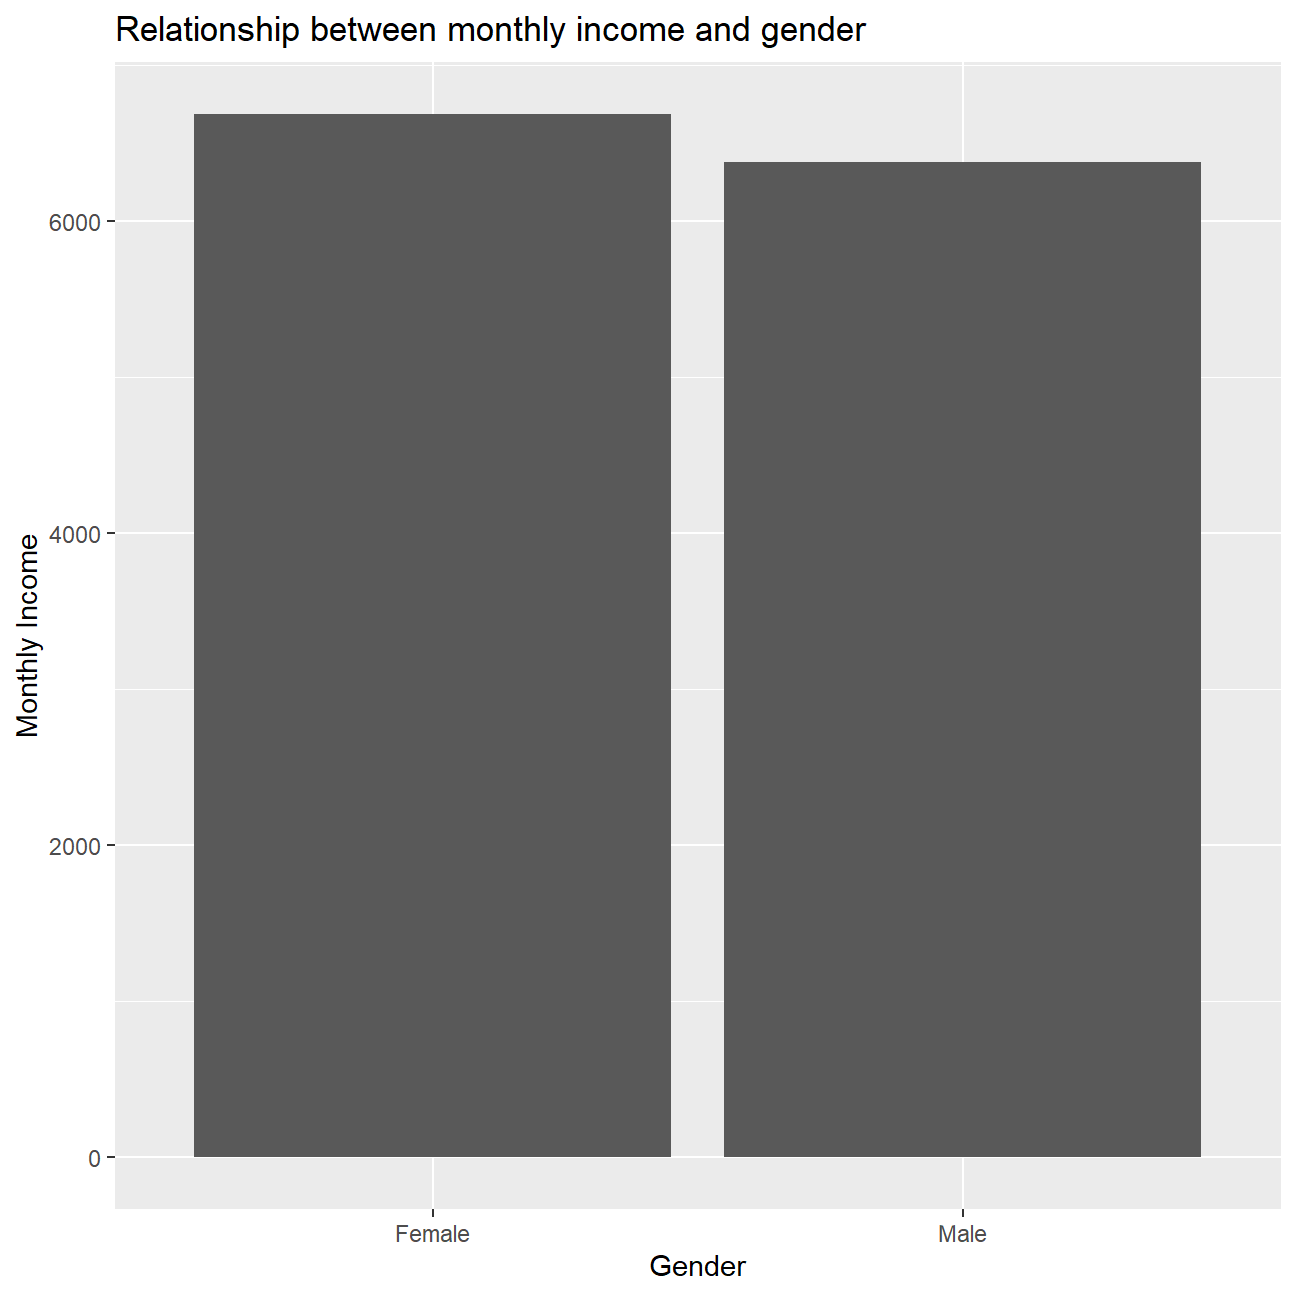 Relationship between monthly income and gender
6000
4000
2000
0
Monthly Income
Female
Male
Gender